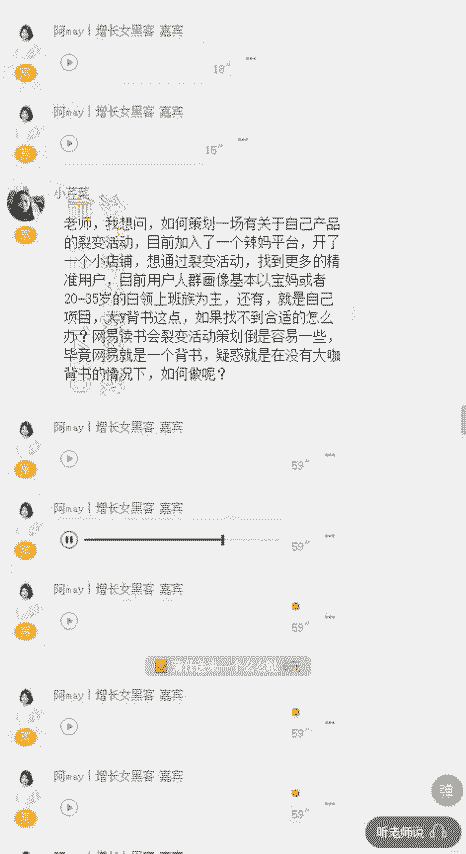 阿may丨增长女黑客 嘉宾
18"
阿may丨增长女黑客 嘉宾
15"
老师，我想问，如何策划一场有关于自己产品
的裂变活动，目前加入了一个辣妈平台，开了
一个小店铺，想通过裂变活动，找到更多的精
准用户，目前用户人群画像基本以宝妈或者
20-35岁的白领上班族为主，还有，就是自己
项目，大v背书这点，如果找不到合适的怎么
办？网易读书会裂变活动策划倒是容易一些，
毕竟网易就是一个背书，疑惑就是在没有大咖
背书的情况下，如何做呢？
阿may丨增长女黑客 嘉宾
59"
阿may丨增长女黑客 嘉宾
59"
阿may丨增长女黑客 嘉宾
59"
阿may丨增长女黑客 嘉宾
59"
阿may丨增长女黑客 嘉宾
59"
弹
听老师说